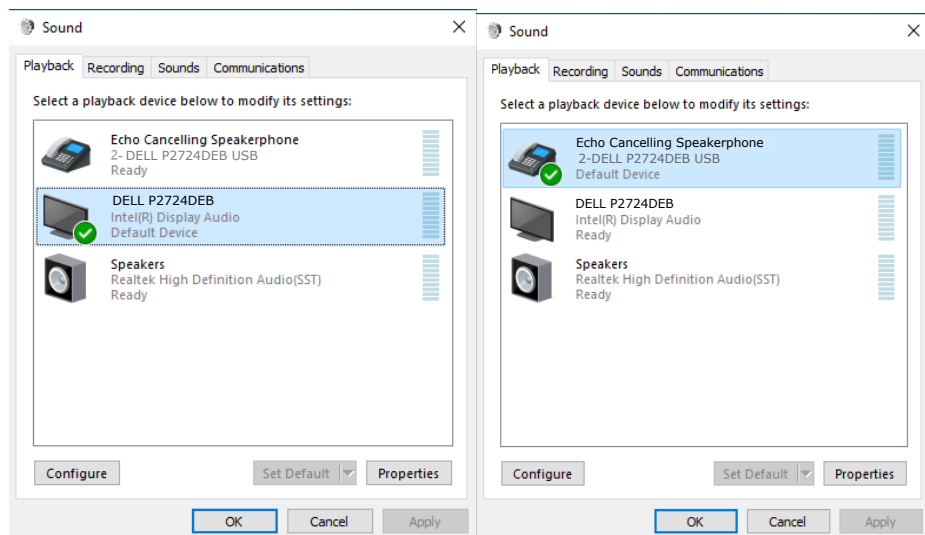 Sound
Playback Recording Sounds Communications
Select a playback device below to modify its settings:
Echo Cancelling Speakerphone
2- DELL P2724DEB USB
Ready
DELL P2724DEB
Intel(R) Display Audio
Default Device
Speakers
Realtek High Definition Audio(SST)
Ready
Configure Set Default Properties
OK Cancel Apply
Sound
Playback Recording Sounds Communications
Select a playback device below to modify its settings:
Echo Cancelling Speakerphone
2-DELL P2724DEB USB
Default Device
DELL P2724DEB
Intel(R) Display Audio
Ready
Speakers
Realtek High Definition Audio(SST)
Ready
Configure Set Default Properties
OK Cancel Apply